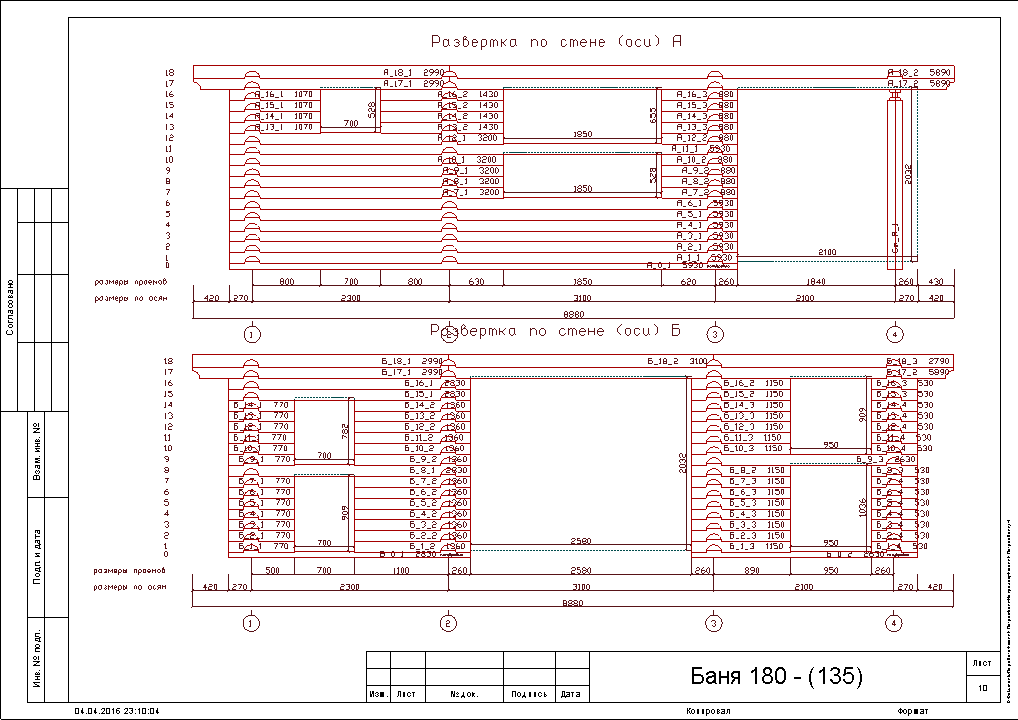 Развертка по стене (оси) А
18 А_18_1 2990 А_18_2 5890
17 А_17_1 2990 А_17_2 5890
16 А_16_1 1070 А_16_2 1430 А_16_3 880
15 А_15_1 1070 А_15_2 1430 А_15_3 880
14 А_14_1 1070 А_14_2 1430 А_14_3 880
13 А_13_1 1070 А_13_2 1430 А_13_3 880
700 528 1850 655
12 А_12_1 3200 А_12_2 880
11 А_11_1 5930
10 А_10_1 3200 А_10_2 880
9 А_9_1 3200 А_9_2 880
8 А_8_1 3200 А_8_2 880
7 А_7_1 3200 А_7_2 880
1850 528 2032
6 А_6_1 5930
5 А_5_1 5930
4 А_4_1 5930
3 А_3_1 5930
2 А_2_1 5930
1 А_1_1 5930
0 А_0_1 5930
2100
размеры проемов 800 700 800 630 1850 620 260 1840 260 430
размеры по осям 420 270 2300 3100 2100 270 420
8880
1 2 3 4
Развертка по стене (оси) Б
18 Б_18_1 2990 Б_18_2 3100 Б_18_3 2790
17 Б_17_1 2990 Б_17_2 5890
16 Б_16_1 2830 Б_16_2 1150 Б_16_3 530
15 Б_15_1 2830 Б_15_2 1150 Б_15_3 530
14 Б_14_1 770 Б_14_2 1360 Б_14_3 1150 Б_14_4 530
13 Б_13_1 770 Б_13_2 1360 Б_13_3 1150 Б_13_4 530
12 Б_12_1 770 Б_12_2 1360 Б_12_3 1150 Б_12_4 530
11 Б_11_1 770 Б_11_2 1360 Б_11_3 1150 Б_11_4 530
10 Б_10_1 770 Б_10_2 1360 Б_10_3 1150 Б_10_4 530
700 782 950 909
9 Б_9_1 770 Б_9_2 1360 Б_9_3 2630
8 Б_8_1 2830 Б_8_2 1150 Б_8_3 530
7 Б_7_1 770 Б_7_2 1360 Б_7_3 1150 Б_7_4 530
6 Б_6_1 770 Б_6_2 1360 Б_6_3 1150 Б_6_4 530
5 Б_5_1 770 Б_5_2 1360 Б_5_3 1150 Б_5_4 530
4 Б_4_1 770 Б_4_2 1360 Б_4_3 1150 Б_4_4 530
3 Б_3_1 770 Б_3_2 1360 Б_3_3 1150 Б_3_4 530
2 Б_2_1 770 Б_2_2 1360 Б_2_3 1150 Б_2_4 530
1 Б_1_1 770 Б_1_2 1360 Б_1_3 1150 Б_1_4 530
700 909 2580 2032 950 1036
0 Б_0_1 2830 Б_0_2 2630
размеры проемов 500 700 1100 260 2580 260 890 950 260
размеры по осям 420 270 2300 3100 2100 270 420
8880
1 2 3 4
Согласовано
Взам. инв. №
Подп. и дата
Инв. № подл.
Изм. Лист №док. Подпись Дата
Баня 180 - (135)
Лист
10
04.04.2016 23:10:04
Копировал
Формат